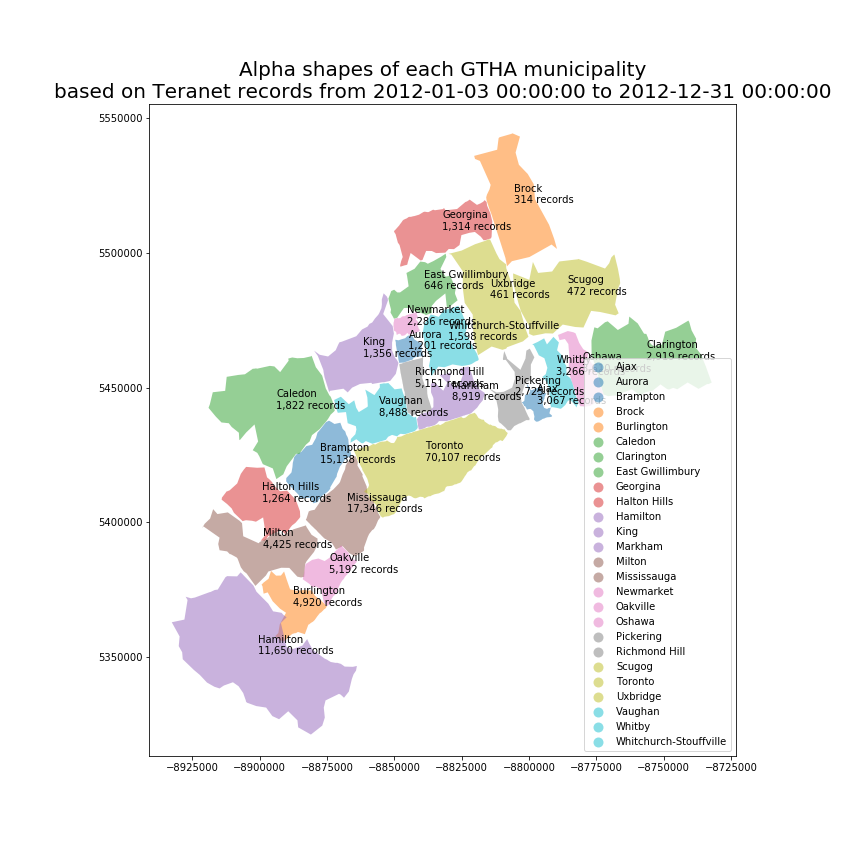 Alpha shapes of each GTHA municipality
based on Teranet records from 2012-01-03 00:00:00 to 2012-12-31 00:00:00
5550000
5500000
5450000
5400000
5350000
Brock
314 records
Georgina
1,314 records
East Gwillimbury
646 records
Uxbridge
461 records
Scugog
472 records
Newmarket
2,286 records
Whitchurch-Stouffville
1,598 records
Aurora
1,201 records
King
1,356 records
Clarington
2,919 records
Oshawa
Whitb
3,266
Richmond Hill
5,151 records
Markham
8,919 records
Pickering
2,725 records
Ajax
3,067 records
Caledon
1,822 records
Vaughan
8,488 records
Brampton
15,138 records
Toronto
70,107 records
Halton Hills
1,264 records
Mississauga
17,346 records
Milton
4,425 records
Oakville
5,192 records
Burlington
4,920 records
Hamilton
11,650 records
Ajax
Aurora
Brampton
Brock
Burlington
Caledon
Clarington
East Gwillimbury
Georgina
Halton Hills
Hamilton
King
Markham
Milton
Mississauga
Newmarket
Oakville
Oshawa
Pickering
Richmond Hill
Scugog
Toronto
Uxbridge
Vaughan
Whitby
Whitchurch-Stouffville
−8925000 −8900000 −8875000 −8850000 −8825000 −8800000 −8775000 −8750000 −8725000